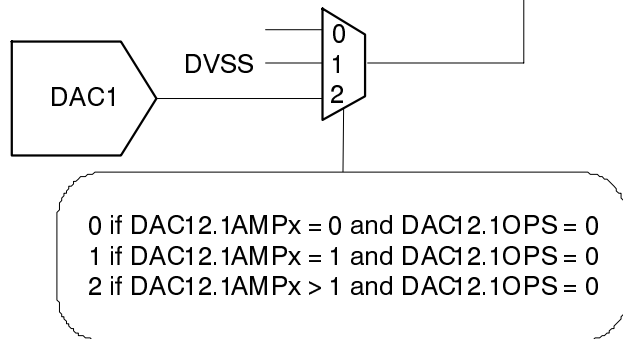 0
DVSS 1
DAC1
2
0 if DAC12.1AMPx = 0 and DAC12.1OPS = 0
1 if DAC12.1AMPx = 1 and DAC12.1OPS = 0
2 if DAC12.1AMPx > 1 and DAC12.1OPS = 0